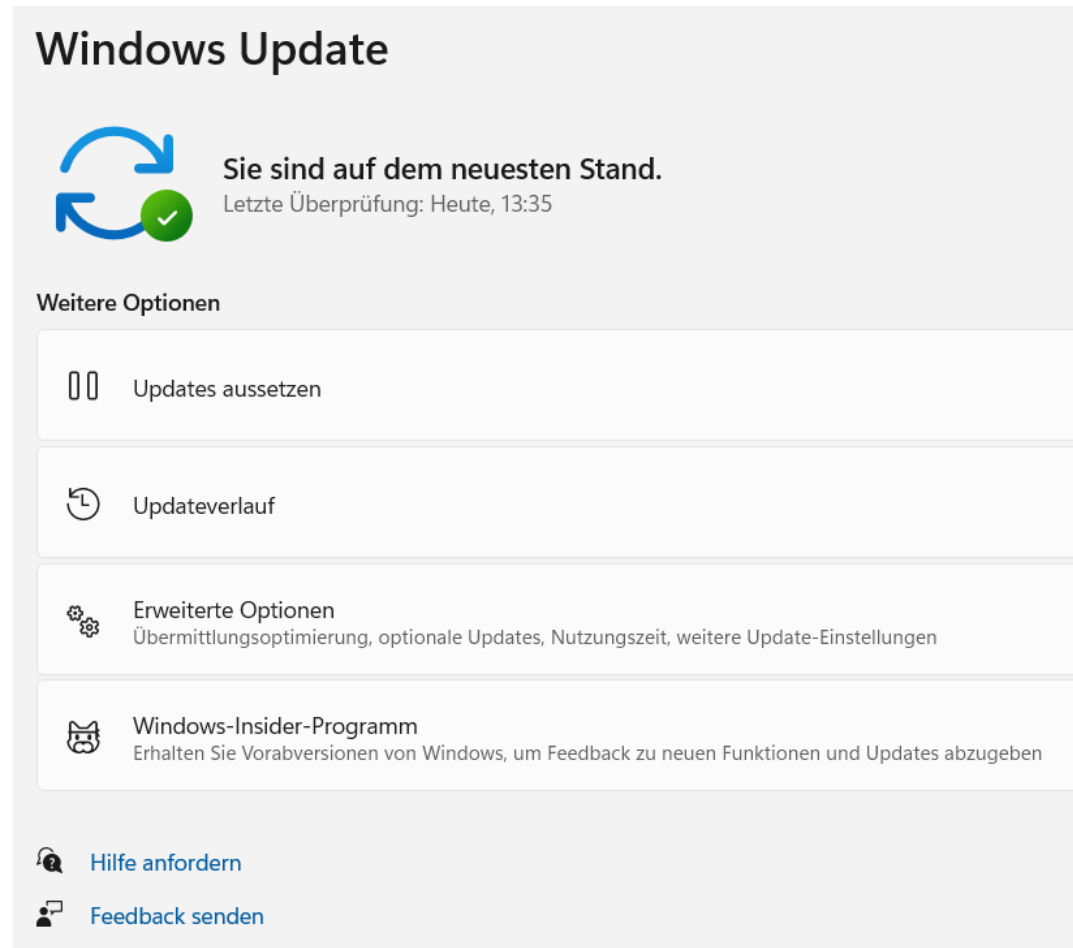 Windows Update
Sie sind auf dem neuesten Stand.
Letzte Überprüfung: Heute, 13:35
Weitere Optionen
Updates aussetzen
Updateverlauf
Erweiterte Optionen
Übermittlungsoptimierung, optionale Updates, Nutzungszeit, weitere Update-Einstellungen
Windows-Insider-Programm
Erhalten Sie Vorabversionen von Windows, um Feedback zu neuen Funktionen und Updates abzugeben
Hilfe anfordern
Feedback senden